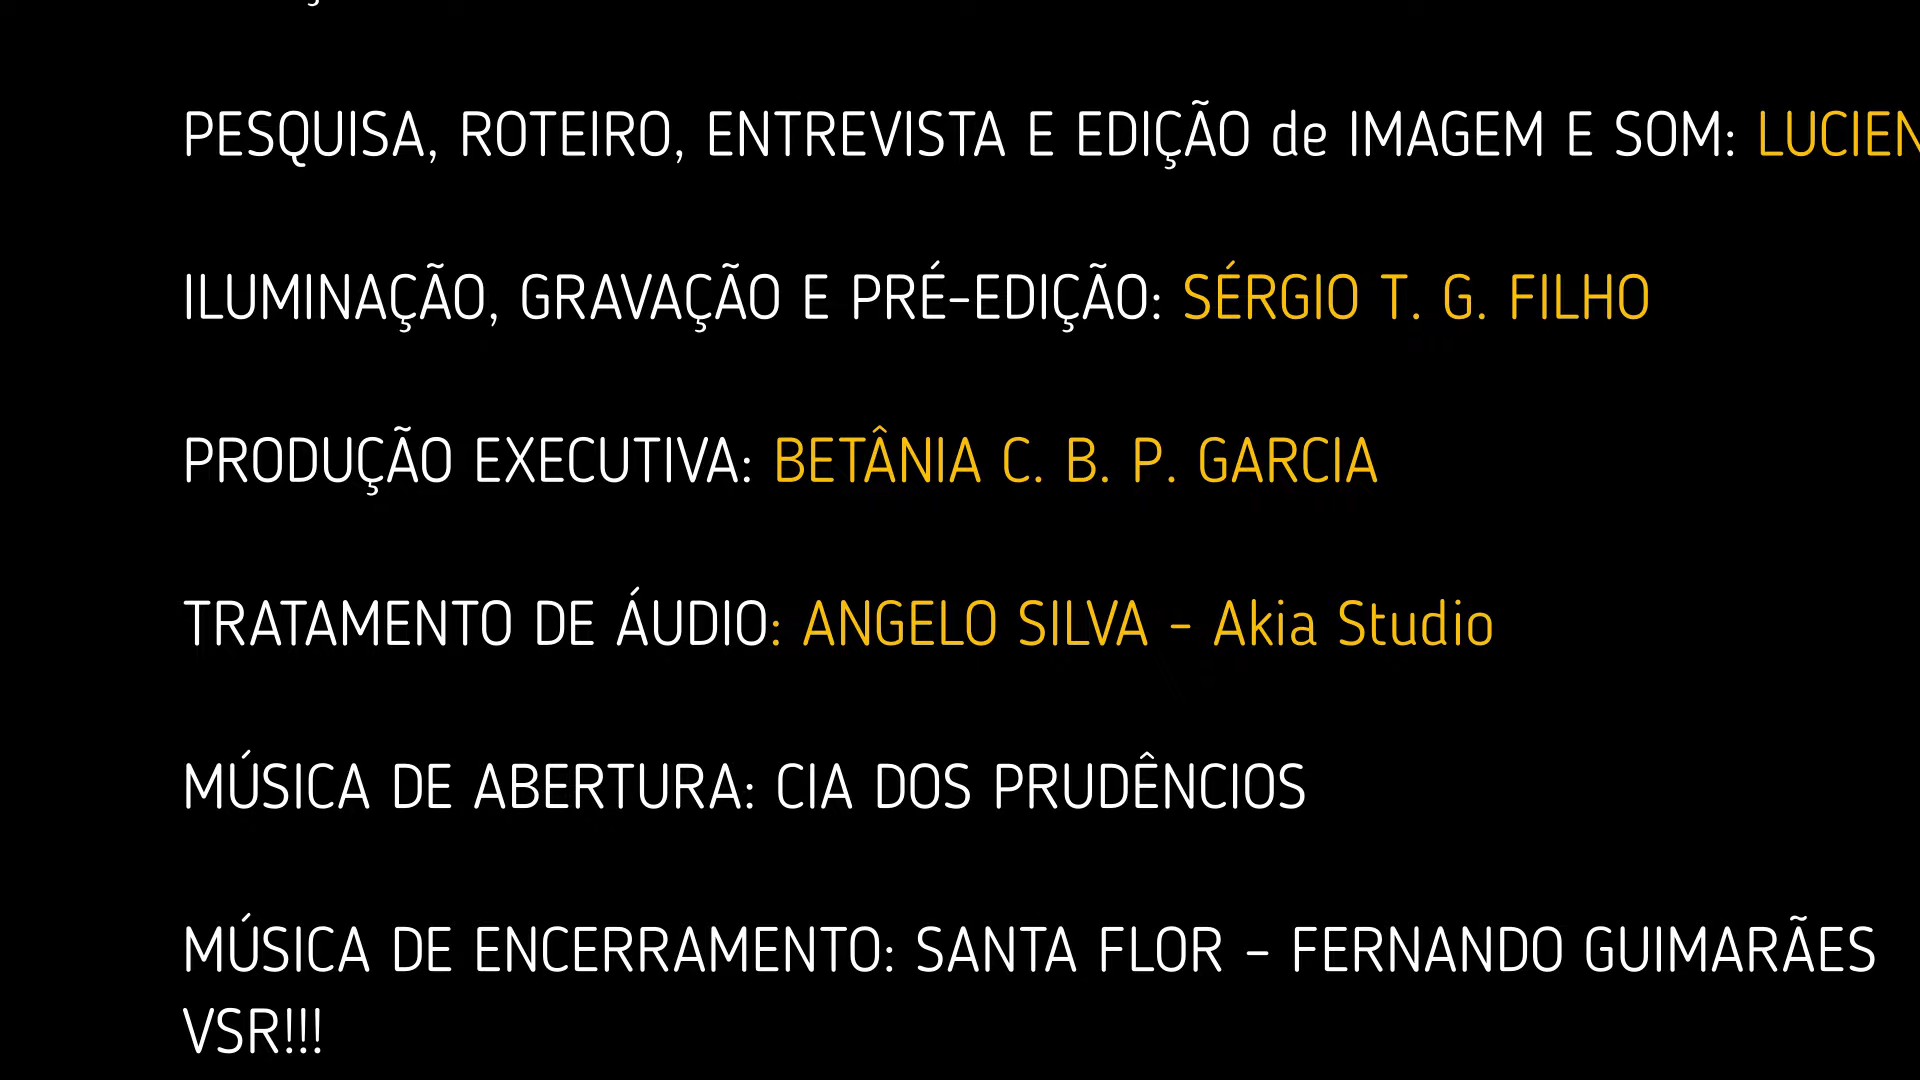 PESQUISA, ROTEIRO, ENTREVISTA E EDIÇÃO de IMAGEM E SOM:
ILUMINAÇÃO, GRAVAÇÃO E PRÉ-EDIÇÃO: SÉRGIO T. G. FILHO
PRODUÇÃO EXECUTIVA: BETÂNIA C. B. P. GARCIA
TRATAMENTO DE ÁUDIO: ANGELO SILVA - Akia Studio
MÚSICA DE ABERTURA: CIA DOS PRUDÊNCIOS
MÚSICA DE ENCERRAMENTO: SANTA FLOR - FERNANDO GUIMARÃES
VSR!!!